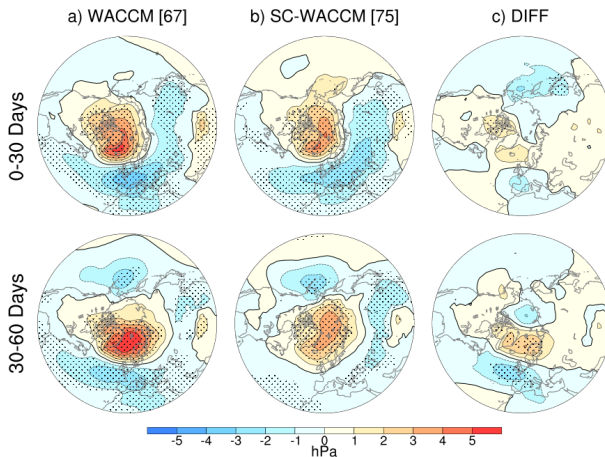 a) WACCM [67]
b) SC-WACCM [75]
c) DIFF
0-30 Days
30-60 Days
-5 -4 -3 -2 -1 0 1 2 3 4 5
hPa